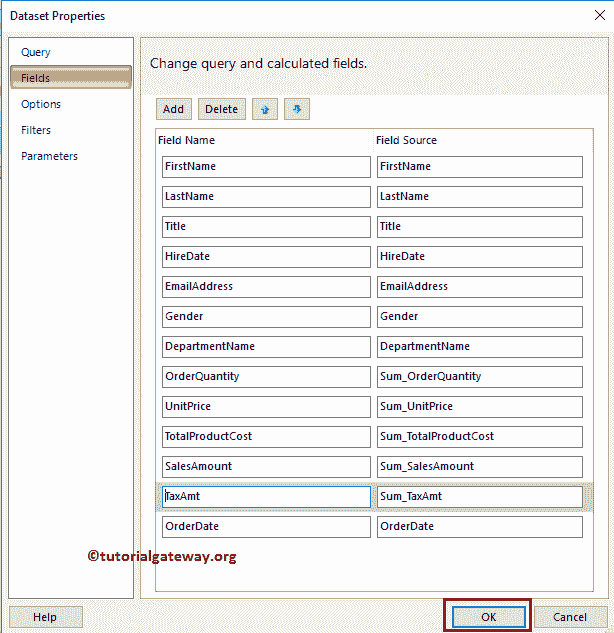 Dataset Properties
Query
Fields
Options
Filters
Parameters
Change query and calculated fields.
Add Delete
Field Name Field Source
FirstName FirstName
LastName LastName
Title Title
HireDate HireDate
EmailAddress EmailAddress
Gender Gender
DepartmentName DepartmentName
OrderQuantity Sum_OrderQuantity
UnitPrice Sum_UnitPrice
TotalProductCost Sum_TotalProductCost
SalesAmount Sum_SalesAmount
TaxAmt Sum_TaxAmt
OrderDate OrderDate
©tutorialgateway.org
Help OK Cancel